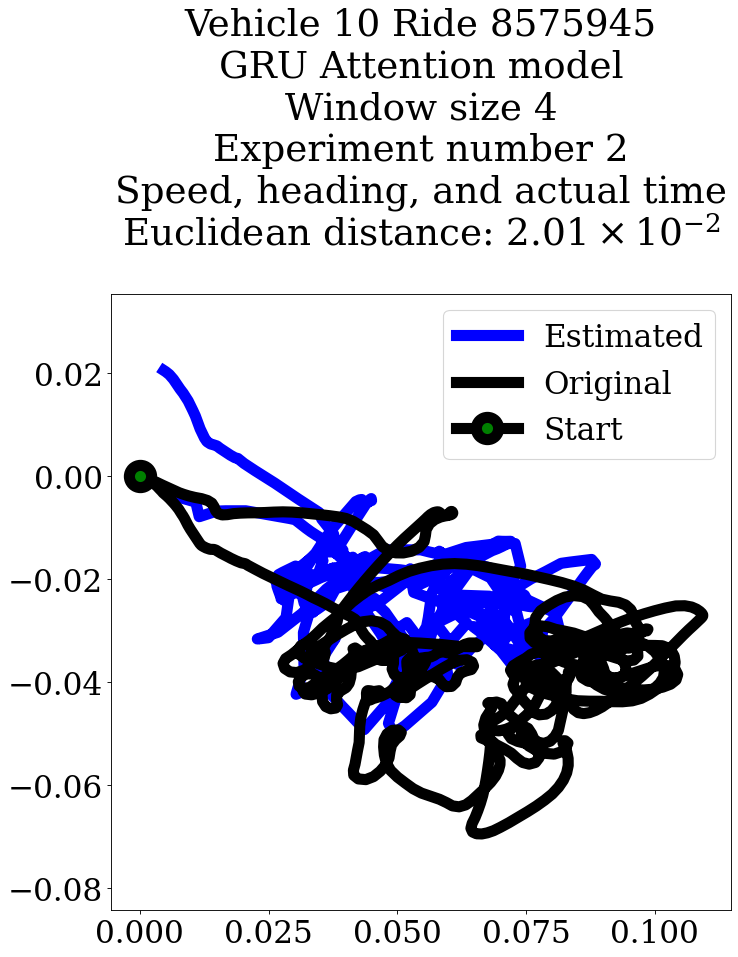 Vehicle 10 Ride 8575945
GRU Attention model
Window size 4
Experiment number 2
Speed, heading, and actual time
Euclidean distance: 2.01 × 10⁻²
Estimated
Original
Start
0.02
0.00
−0.02
−0.04
−0.06
−0.08
0.000 0.025 0.050 0.075 0.100